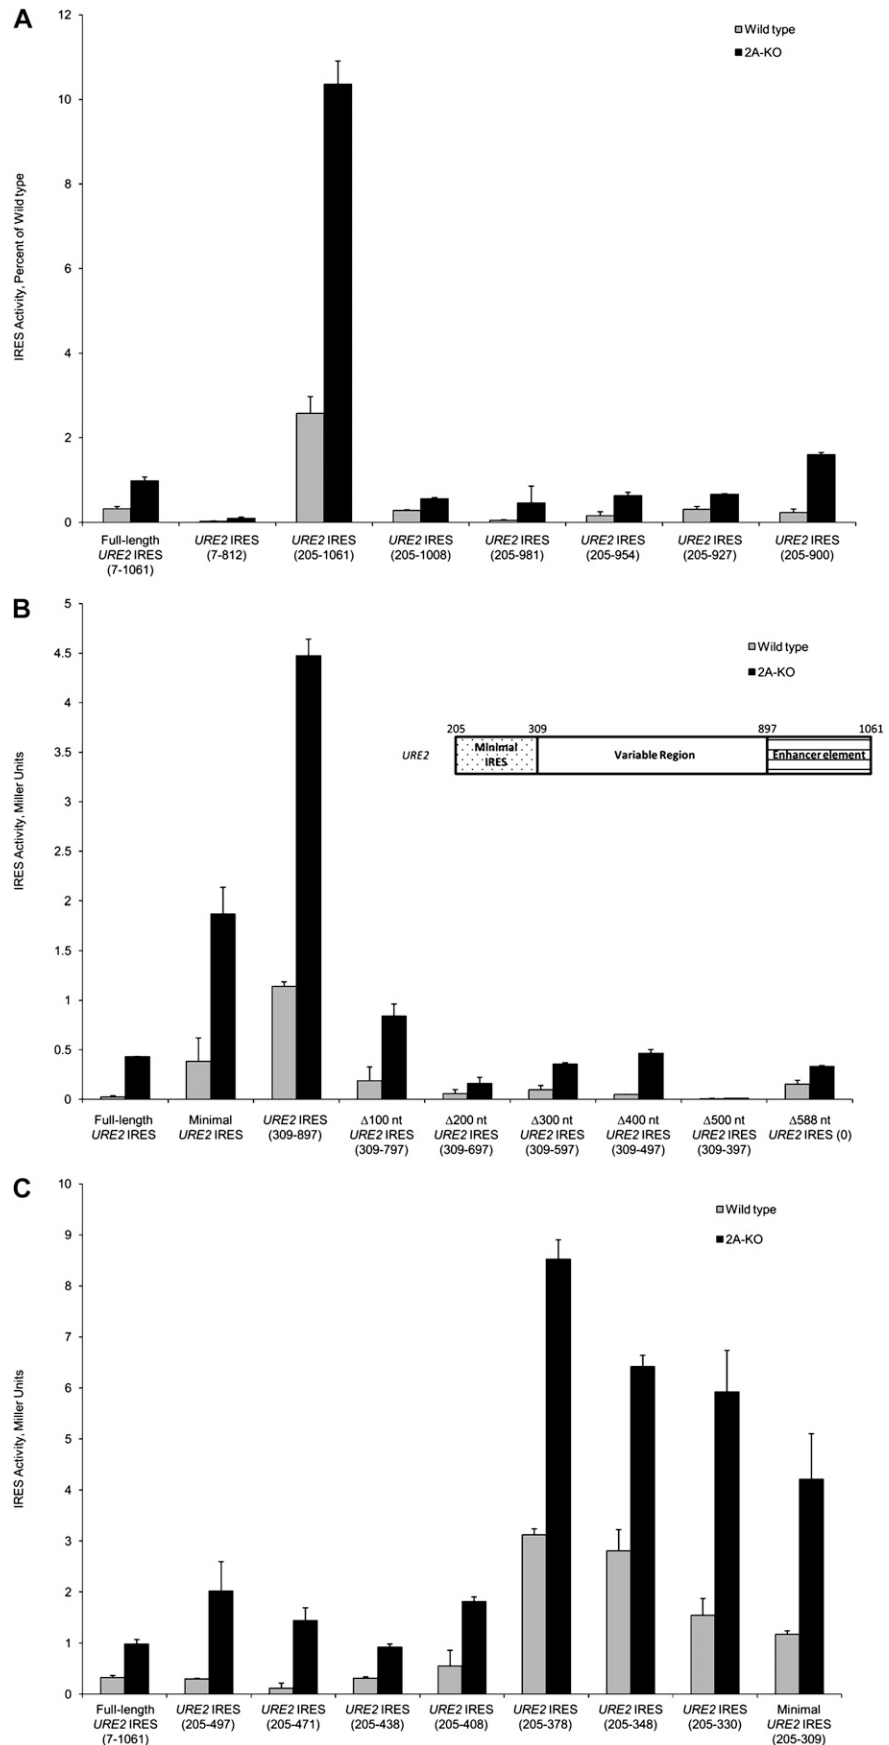 A
12
10
8
6
4
2
0
IRES Activity, Percent of Wild type
Wild type
2A-KO
Full-length
URE2 IRES
(7-1061)
URE2 IRES
(7-812)
URE2 IRES
(205-1061)
URE2 IRES
(205-1008)
URE2 IRES
(205-981)
URE2 IRES
(205-954)
URE2 IRES
(205-927)
URE2 IRES
(205-900)
B
5
4.5
4
3.5
3
2.5
2
1.5
1
0.5
0
IRES Activity, Miller Units
Wild type
2A-KO
205
309
897
1061
URE2
Minimal
IRES
Variable Region
Enhancer element
Full-length
URE2 IRES
Minimal
URE2 IRES
URE2 IRES
(309-897)
Δ100 nt
URE2 IRES
(309-797)
Δ200 nt
URE2 IRES
(309-697)
Δ300 nt
URE2 IRES
(309-597)
Δ400 nt
URE2 IRES
(309-497)
Δ500 nt
URE2 IRES
(309-397)
Δ588 nt
URE2 IRES (0)
C
10
9
8
7
6
5
4
3
2
1
0
IRES Activity, Miller Units
Wild type
2A-KO
Full-length
URE2 IRES
(7-1061)
URE2 IRES
(205-497)
URE2 IRES
(205-471)
URE2 IRES
(205-438)
URE2 IRES
(205-408)
URE2 IRES
(205-378)
URE2 IRES
(205-348)
URE2 IRES
(205-330)
Minimal
URE2 IRES
(205-309)